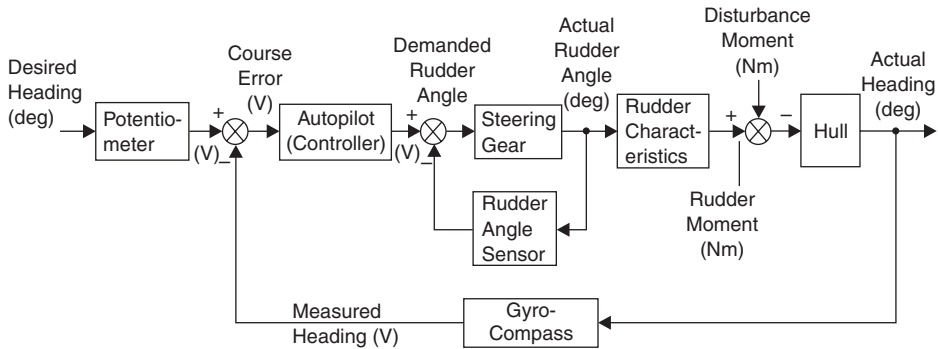 Desired
Heading
(deg)
Potentio-
meter
+
(V)
–
Course
Error
(V)
Autopilot
(Controller)
Demanded
Rudder
Angle
+
(V)
–
Steering
Gear
Actual
Rudder
Angle
(deg)
Rudder
Angle
Sensor
Rudder
Charact-
eristics
+
Rudder
Moment
(Nm)
Disturbance
Moment
(Nm)
–
Hull
Actual
Heading
(deg)
Measured
Heading (V)
Gyro-
Compass